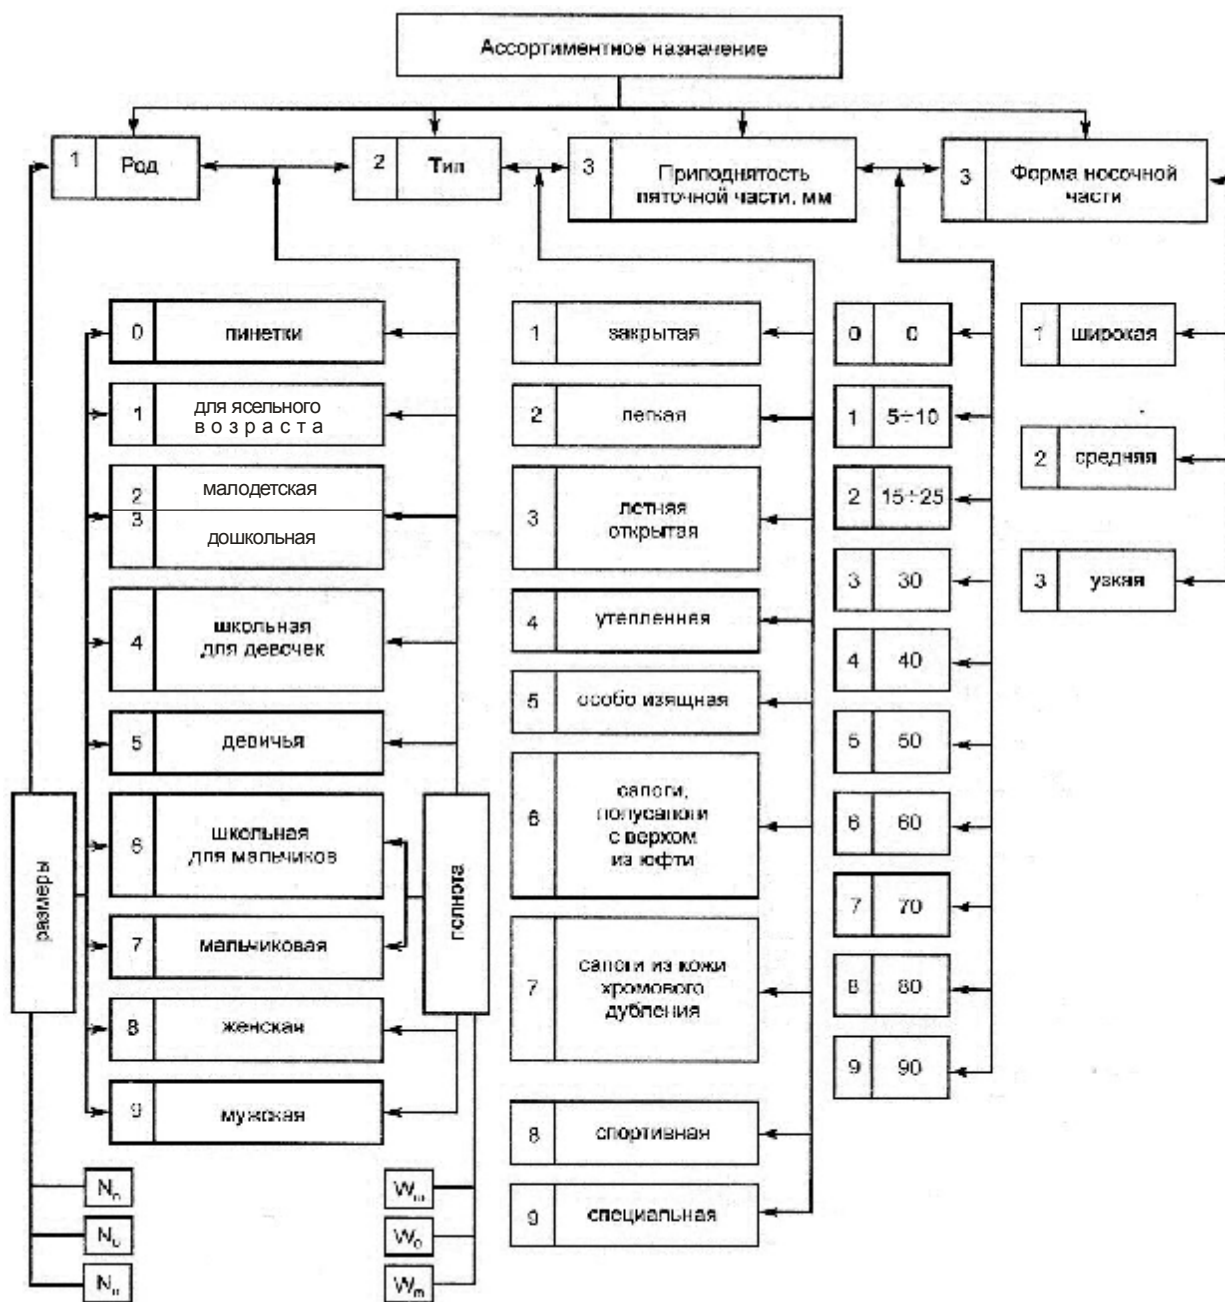 Ассортиментное назначение
1 Род
2 Тип
3 Приподнятость
пяточной части, мм
3 Форма носочной
части
0 пинетки
1 для ясельного
возраста
2 малодетская
3 дошкольная
4 школьная
для девочек
5 девичья
6 школьная
для мальчиков
7 мальчиковая
8 женская
9 мужская
размеры
полнота
N
N
N
W
W
Wm
1 закрытая
2 легкая
3 летняя
открытая
4 утепленная
5 особо изящная
6 сапоги,
полусапоги
с верхом
из юфти
7 сапоги из кожи
хромового
дубления
8 спортивная
9 специальная
0 0
1 5÷10
2 15÷25
3 30
4 40
5 50
6 60
7 70
8 80
9 90
1 широкая
2 средняя
3 узкая